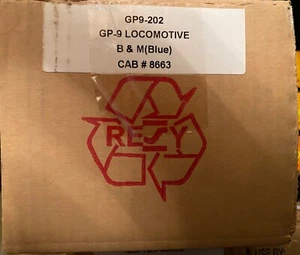 GP9-202
GP-9 LOCOMOTIVE
B & M(Blue)
CAB # 8663
RESY